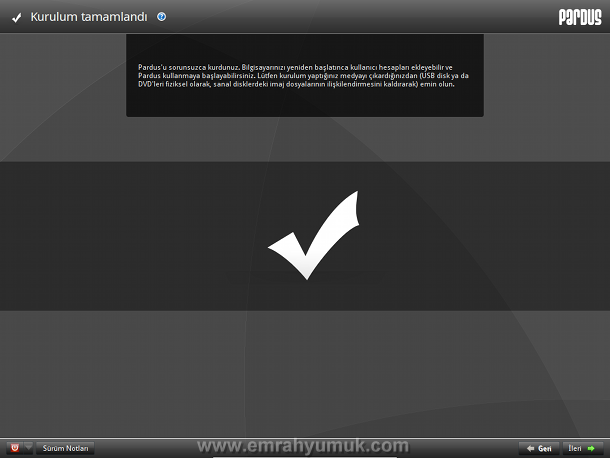 Kurulum tamamlandı
PARDUS
Pardus'u sorunsuzca kurdunuz. Bilgisayarınızı yeniden başlatınca kullanıcı hesapları ekleyebilir ve
Pardus kullanmaya başlayabilirsiniz. Lütfen kurulum yaptığınız medyayı çıkardığınızdan (USB disk ya da
DVD'leri fiziksel olarak, sanal disklerdeki imaj dosyalarının ilişkilendirmesini kaldırarak) emin olun.
Sürüm Notları
www.emrahyumuk.com
Geri
İleri